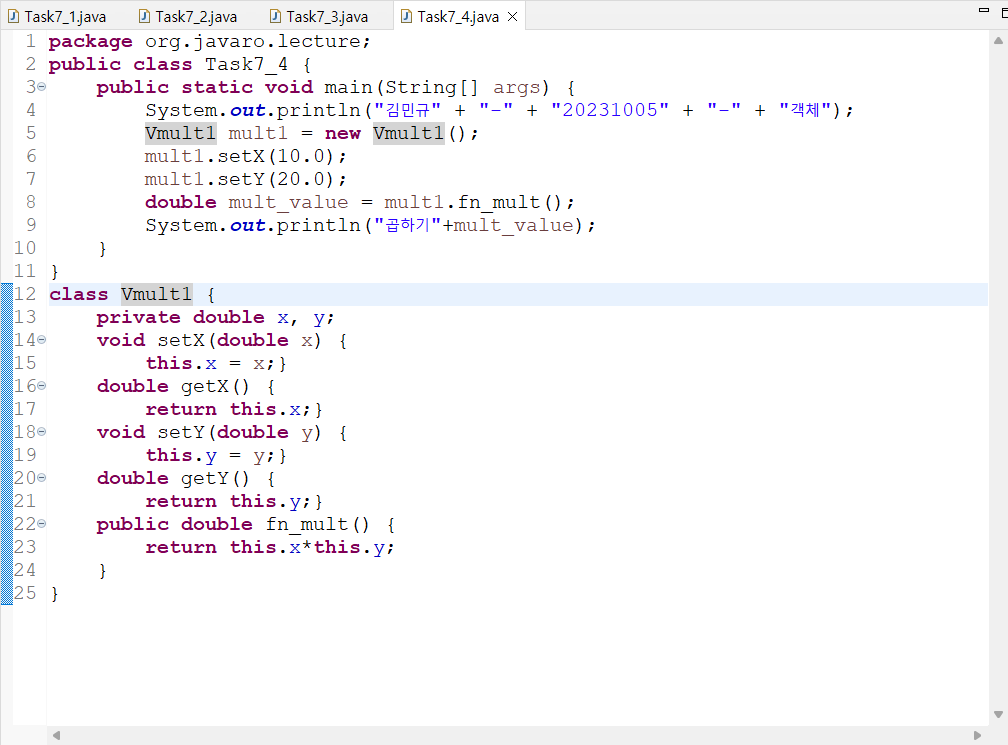 Task7_1.java Task7_2.java Task7_3.java Task7_4.java
1 package org.javaro.lecture;
2 public class Task7_4 {
3 public static void main(String[] args) {
4 System.out.println("김민규" + "-" + "20231005" + "-" + "객체");
5 Vmult1 mult1 = new Vmult1();
6 mult1.setX(10.0);
7 mult1.setY(20.0);
8 double mult_value = mult1.fn_mult();
9 System.out.println("곱하기"+mult_value);
10 }
11 }
12 class Vmult1 {
13 private double x, y;
14 void setX(double x) {
15 this.x = x;}
16 double getX() {
17 return this.x;}
18 void setY(double y) {
19 this.y = y;}
20 double getY() {
21 return this.y;}
22 public double fn_mult() {
23 return this.x*this.y;
24 }
25 }